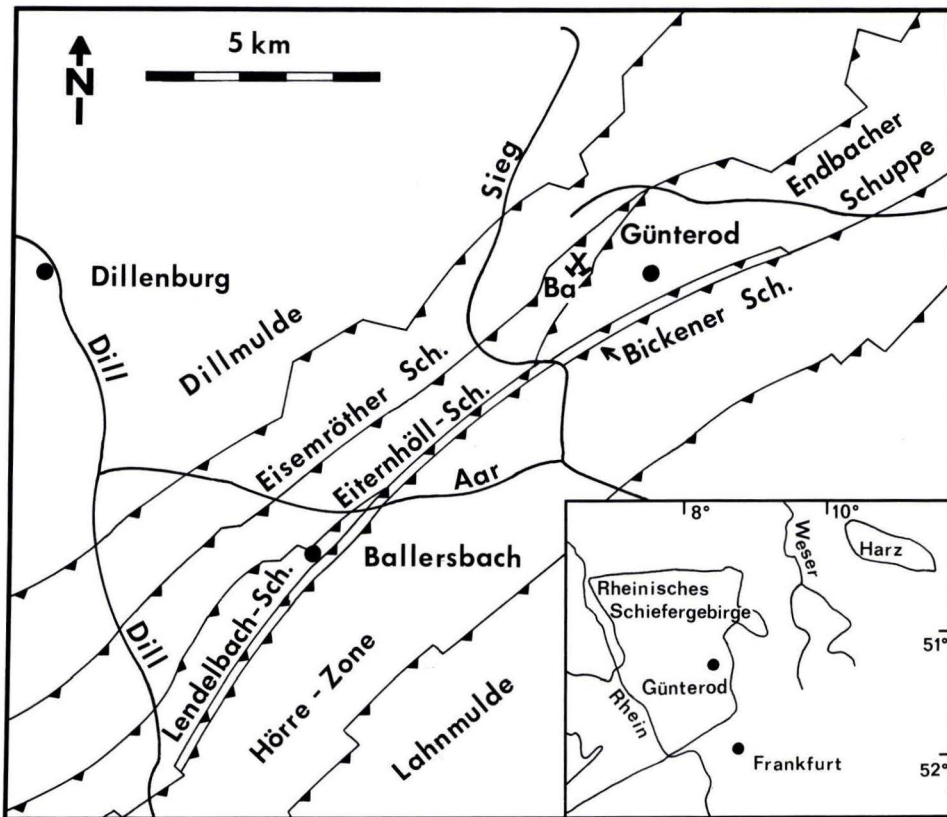 5 km
N
Sieg
Endbacher
Schuppe
Günterod
Ba
Dillenburg
Dill
Dillmulde
Bickener Sch.
Eisemröther Sch.
Eiternhöll-Sch.
Aar
Ballersbach
Lendelbach-Sch.
Dill
Hörre-Zone
Lahnmulde
8°
10°
Weser
Harz
Rheinisches
Schiefergebirge
51°
Günterod
Rhein
Frankfurt
52°